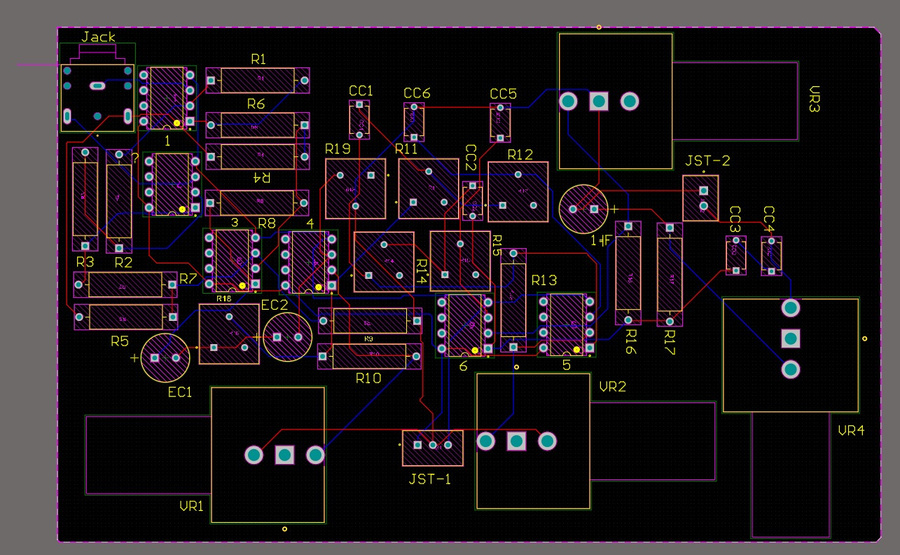 Jack
R1
R6
CC1
CC6
CC5
VR3
1
R4
R19
R11
CC2
R12
JST-2
?
3
R8
4
CC3
CC4
R3
R2
R14
R15
R13
R7
R18
EC2
R5
R9
R16
R17
EC1
R10
6
5
VR2
VR4
JST-1
VR1